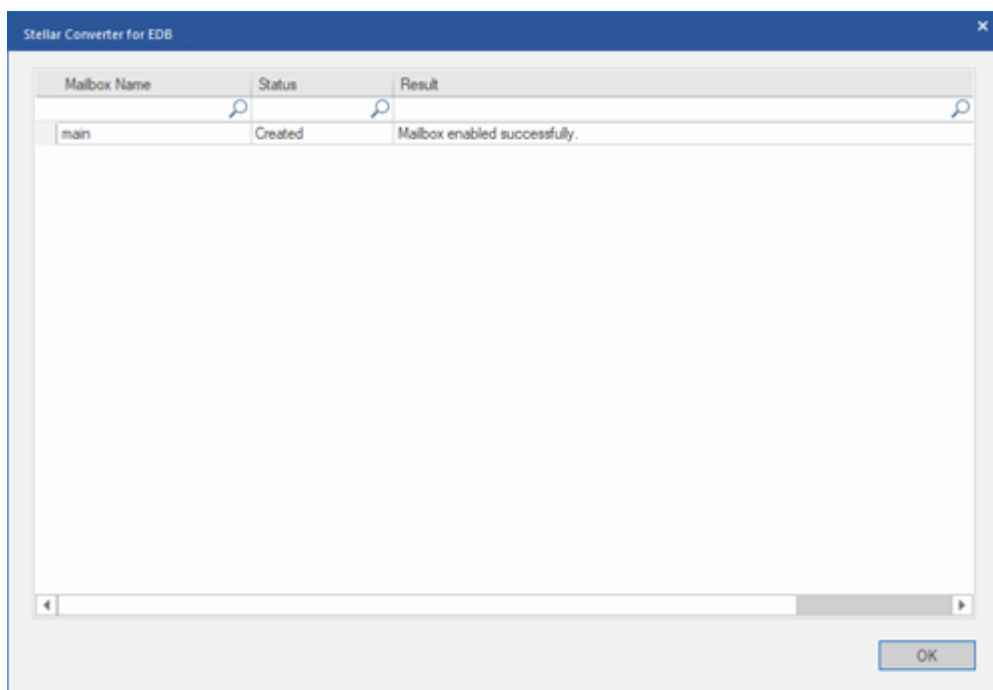 Stellar Converter for EDB
Mailbox Name Status Result
main Created Mailbox enabled successfully.
OK